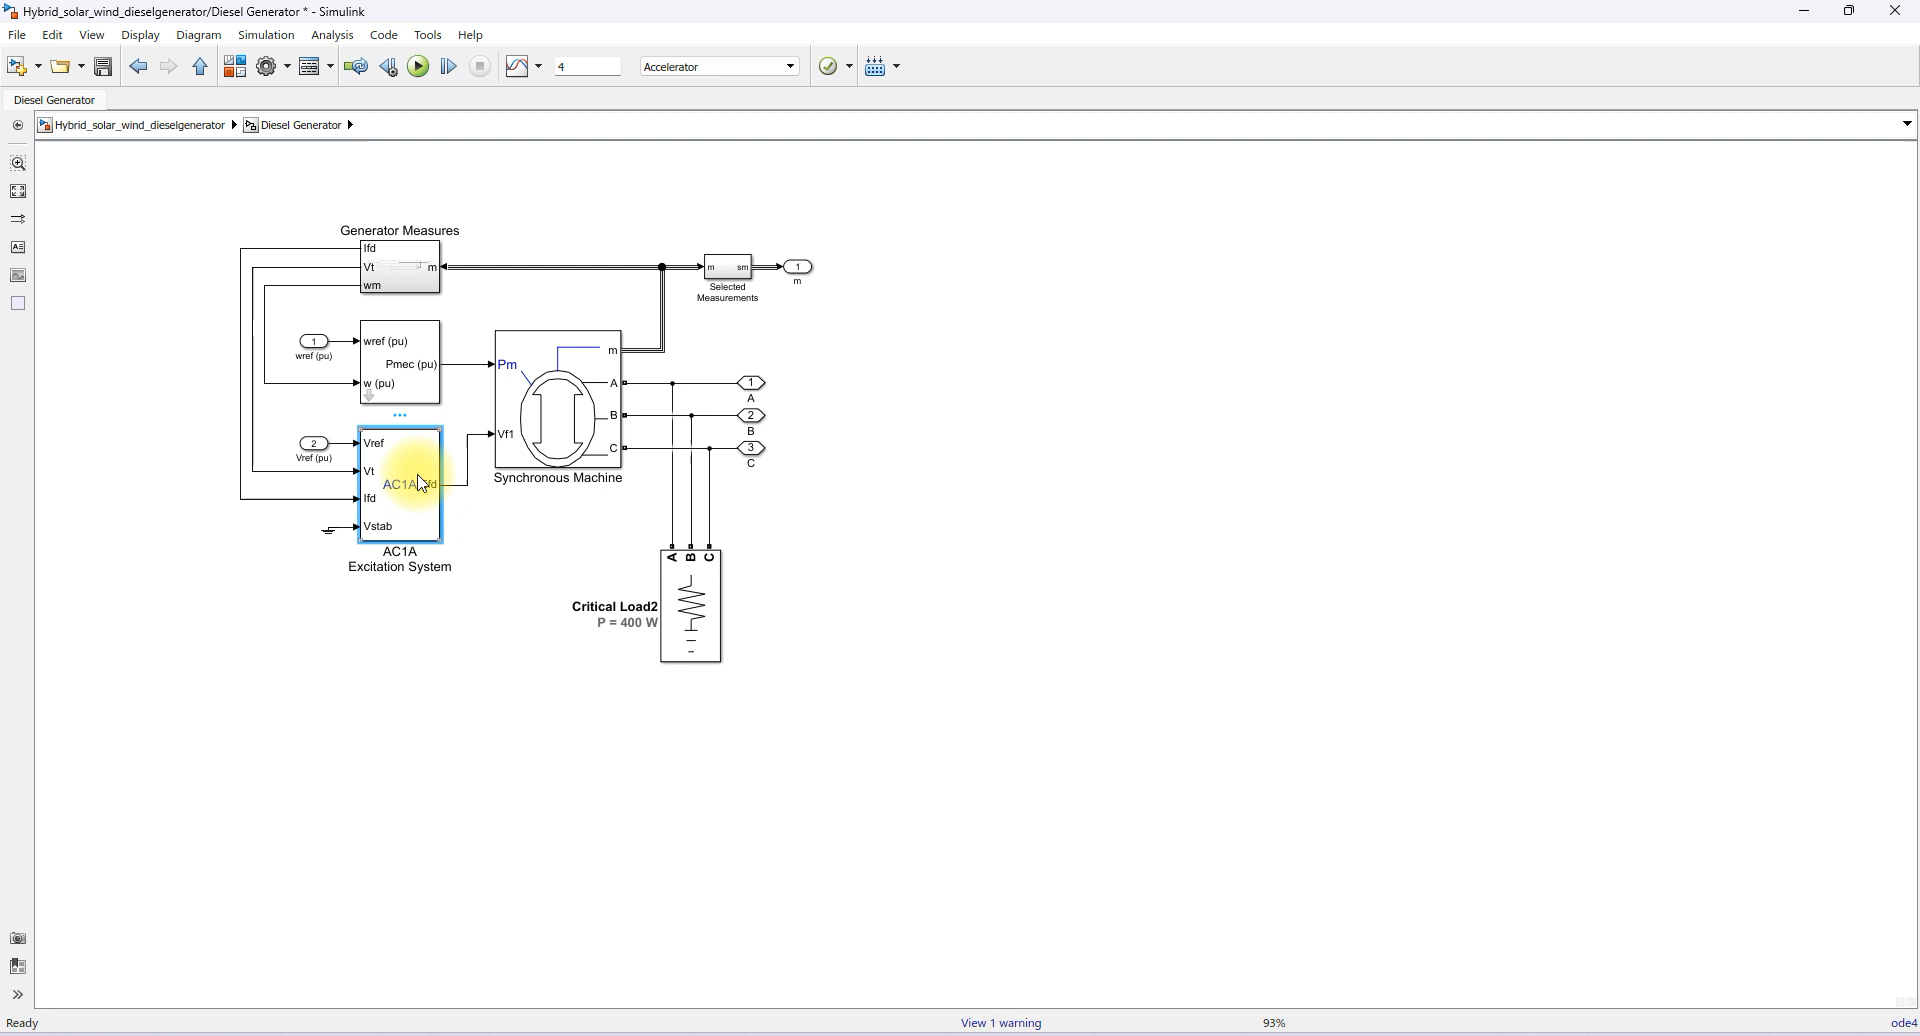 Hybrid_solar_wind_dieselgenerator/Diesel Generator * - Simulink
File Edit View Display Diagram Simulation Analysis Code Tools Help
4 Accelerator
Diesel Generator
Hybrid_solar_wind_dieselgenerator Diesel Generator
Generator Measures
Ifd
Vt m
wm
m sm
Selected
Measurements
1
m
1
wref (pu)
wref (pu)
Pmec (pu)
w (pu)
Pm
Vf1
m
A
B
C
Synchronous Machine
1
A
2
B
3
C
2
Vref (pu)
Vref
Vt
AC1A
Ifd
Vstab
AC1A
Excitation System
A B C
Critical Load2
P = 400 W
Ready View 1 warning 93% ode4